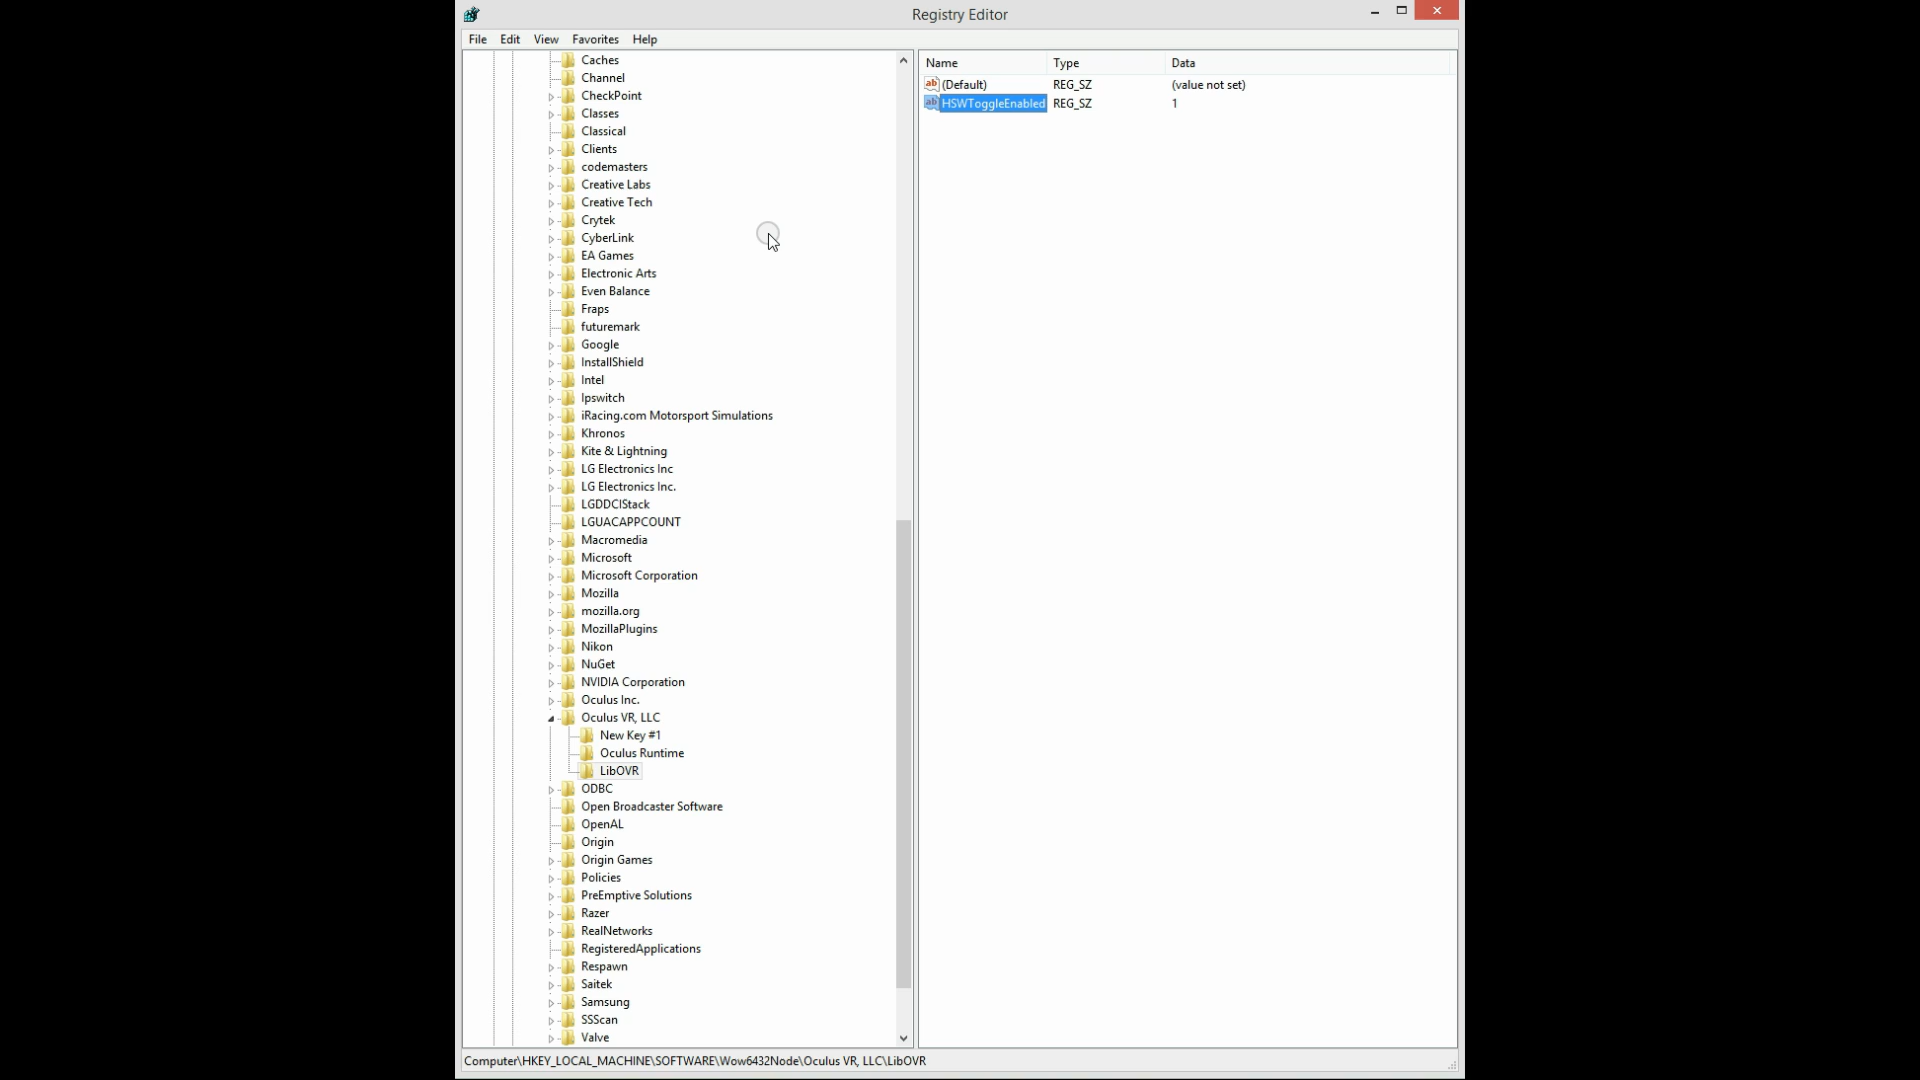 Registry Editor
File Edit View Favorites Help
Caches
Channel
CheckPoint
Classes
Classical
Clients
codemasters
Creative Labs
Creative Tech
Crytek
CyberLink
EA Games
Electronic Arts
Even Balance
Fraps
futuremark
Google
InstallShield
Intel
Ipswitch
iRacing.com Motorsport Simulations
Khronos
Kite & Lightning
LG Electronics Inc
LG Electronics Inc.
LGDDCIStack
LGUACAPPCOUNT
Macromedia
Microsoft
Microsoft Corporation
Mozilla
mozilla.org
MozillaPlugins
Nikon
NuGet
NVIDIA Corporation
Oculus Inc.
Oculus VR, LLC
New Key #1
Oculus Runtime
LibOVR
ODBC
Open Broadcaster Software
OpenAL
Origin
Origin Games
Policies
PreEmptive Solutions
Razer
RealNetworks
RegisteredApplications
Respawn
Saitek
Samsung
SSScan
Valve
Name Type Data
ab (Default) REG_SZ (value not set)
ab HSWToggleEnabled REG_SZ 1
Computer\HKEY_LOCAL_MACHINE\SOFTWARE\Wow6432Node\Oculus VR, LLC\LibOVR